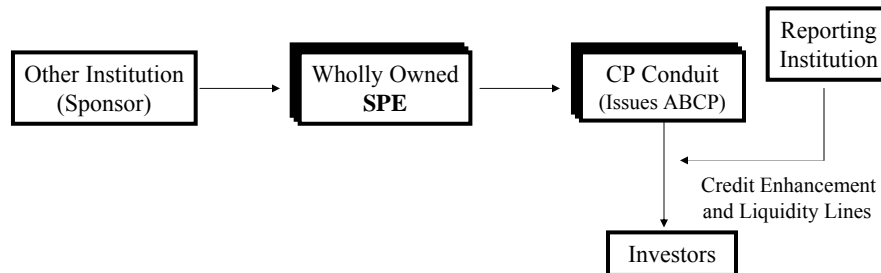 Reporting
Institution
Other Institution
(Sponsor)
Wholly Owned
SPE
CP Conduit
(Issues ABCP)
Credit Enhancement
and Liquidity Lines
Investors